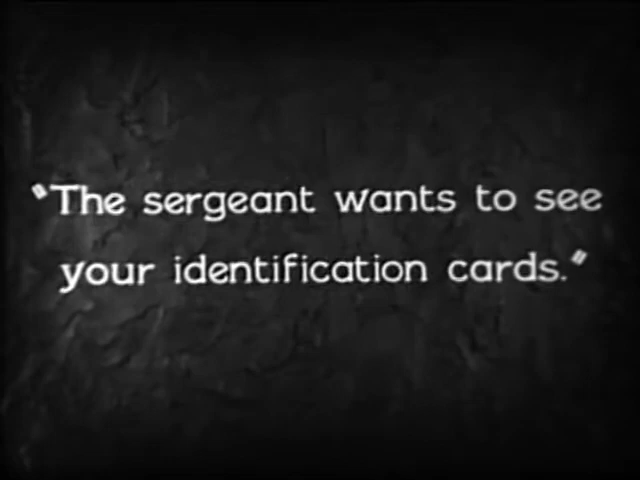 "The sergeant wants to see
your identification cards."